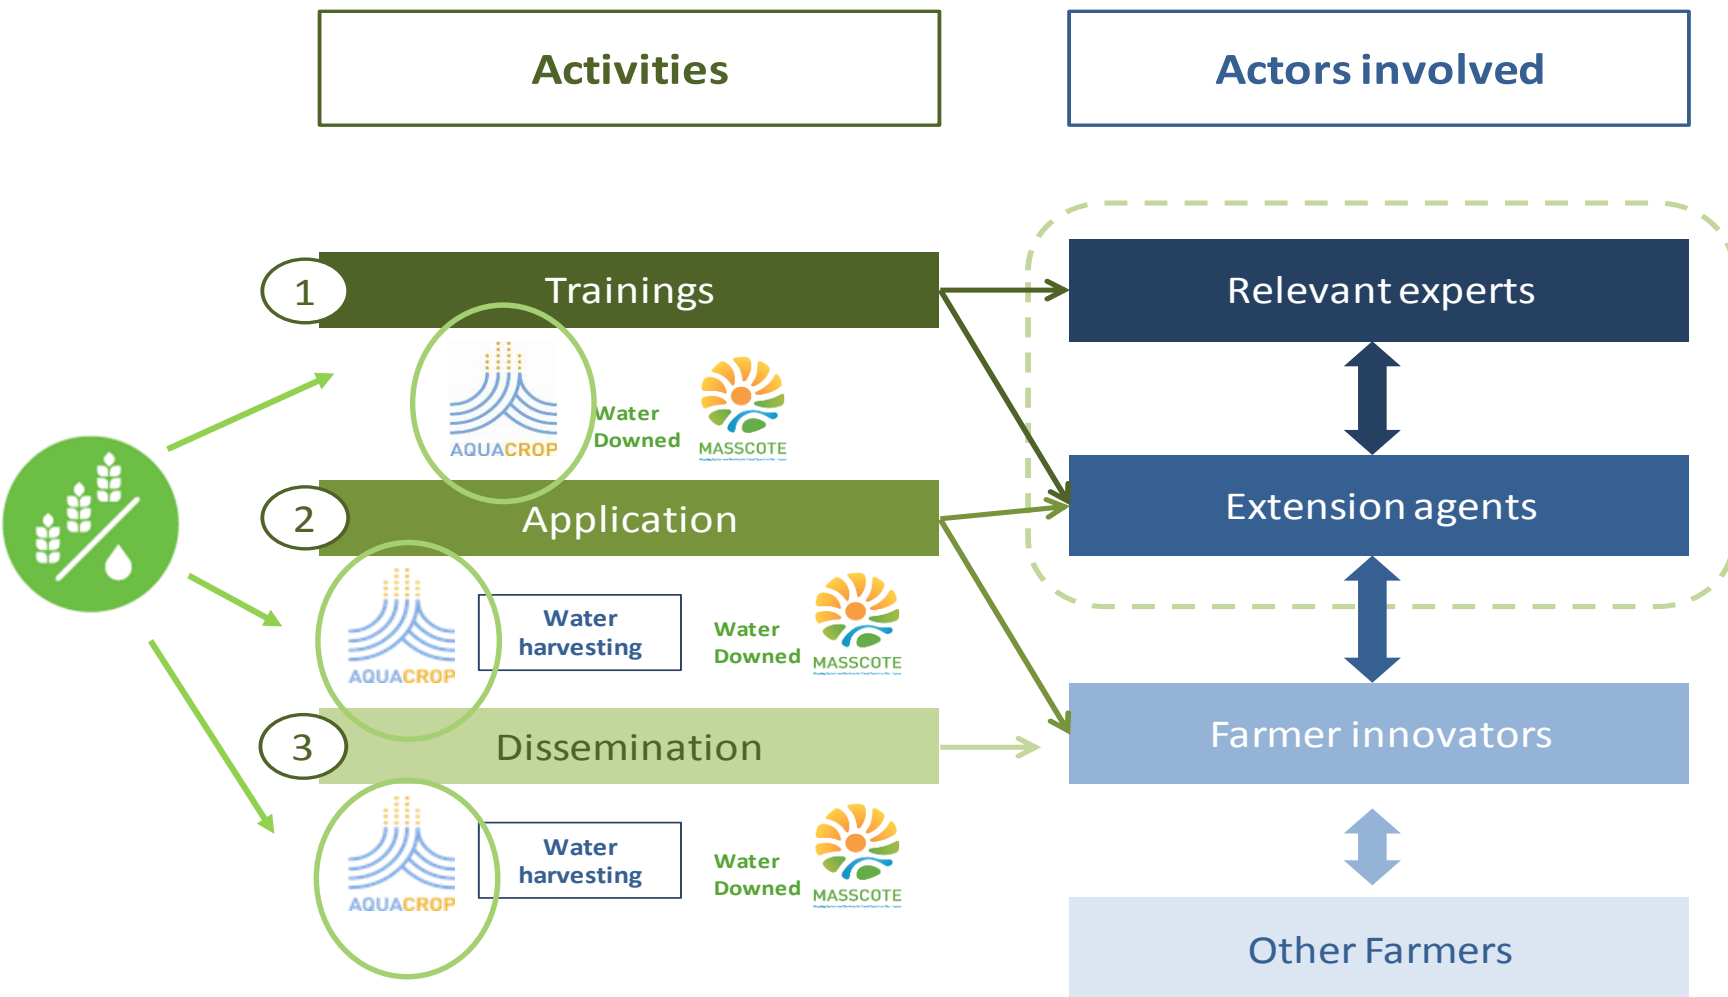 Activities
Actors involved
1
Trainings
Relevant experts
Water
Downed
AQUACROP
MASSCOTE
2
Application
Extension agents
Water
harvesting
Water
Downed
AQUACROP
MASSCOTE
3
Dissemination
Farmer innovators
Water
harvesting
Water
Downed
AQUACROP
MASSCOTE
Other Farmers